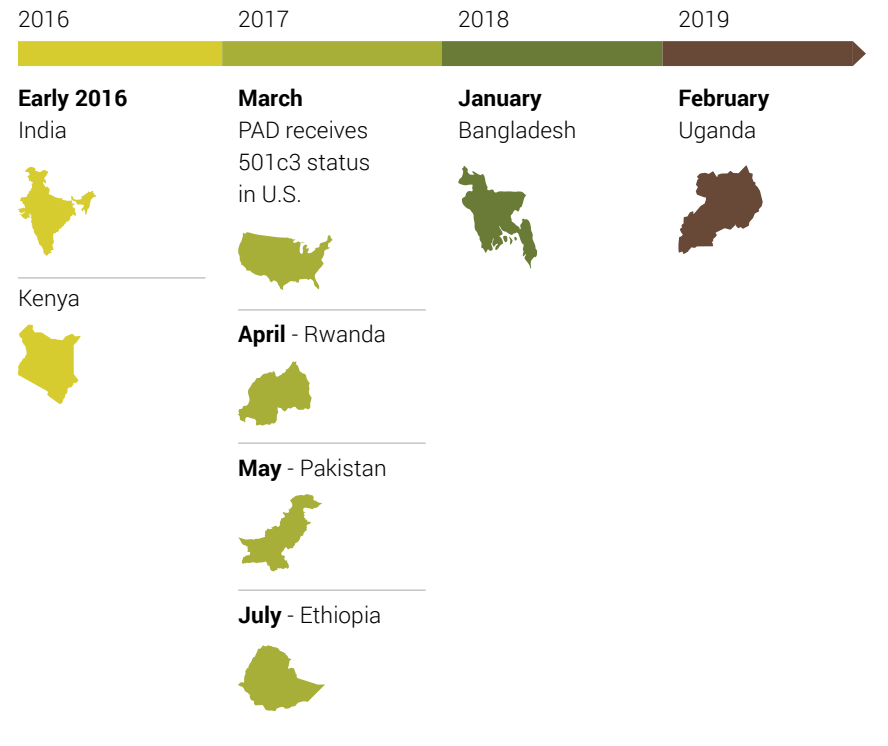 2016
2017
2018
2019
Early 2016
India
Kenya
March
PAD receives
501c3 status
in U.S.
April - Rwanda
May - Pakistan
July - Ethiopia
January
Bangladesh
February
Uganda